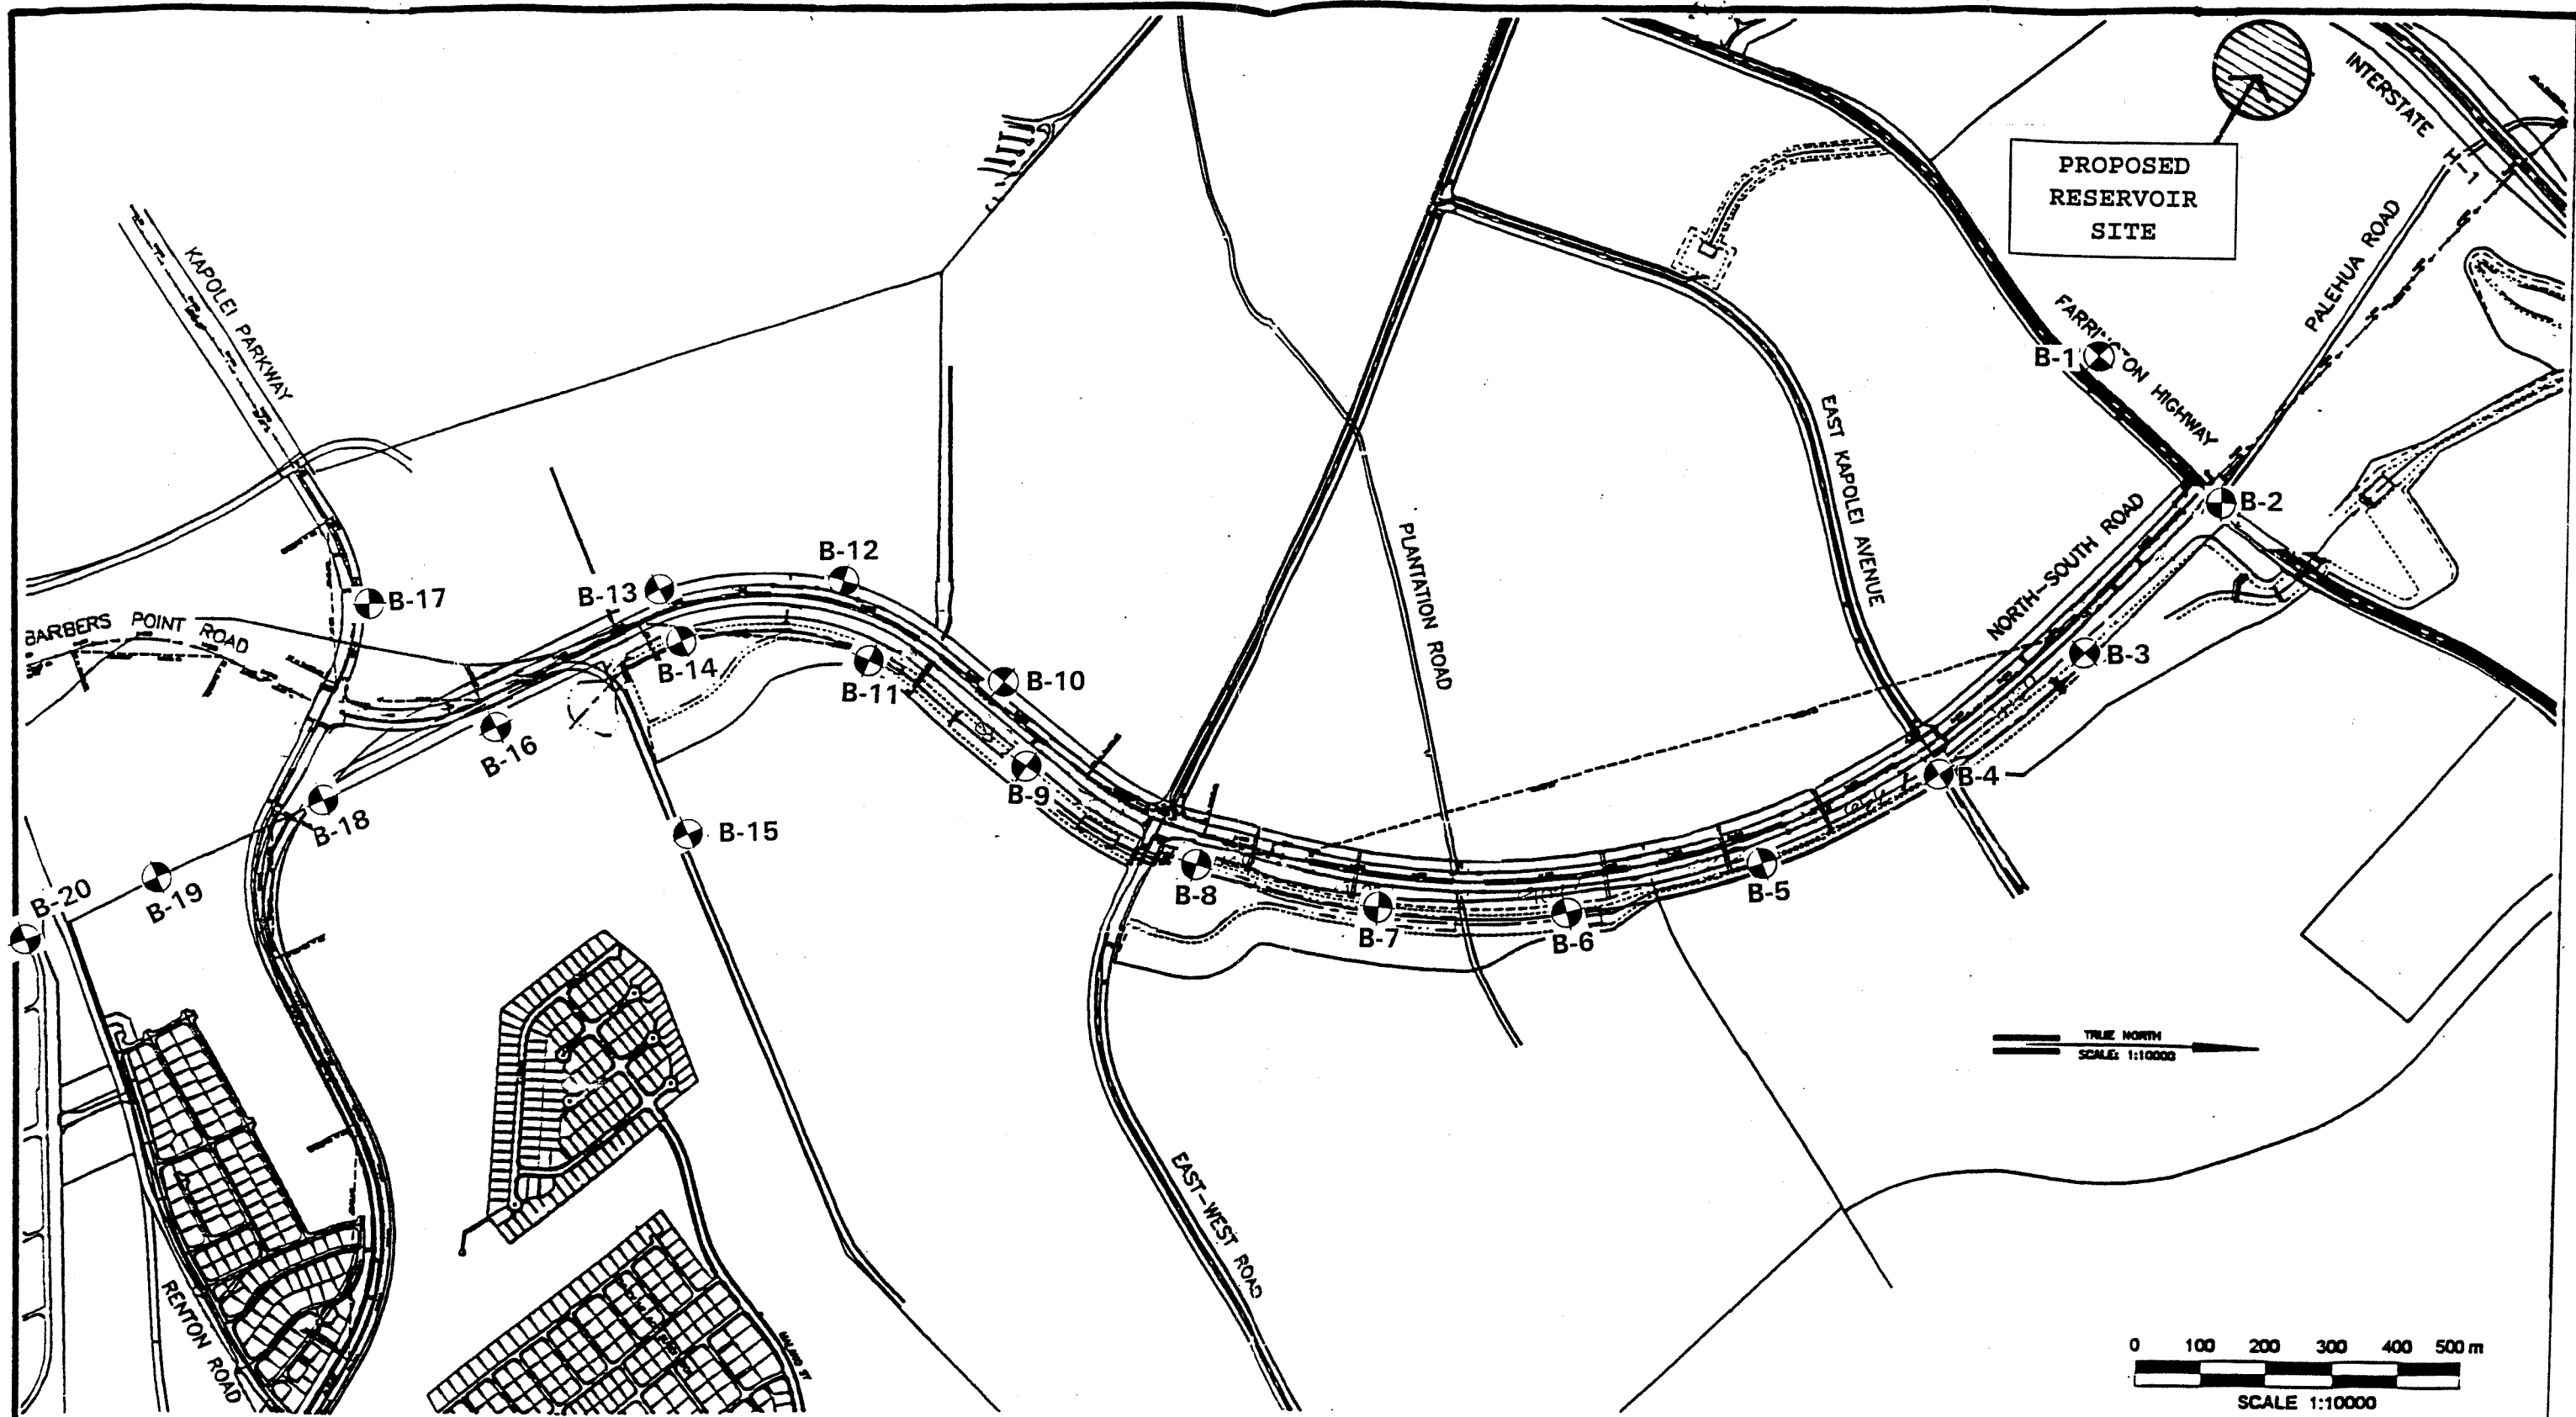 INTERSTATE H-1
PROPOSED
RESERVOIR
SITE
PALEHUA ROAD
KAPOLEI PARKWAY
FARRINGTON HIGHWAY
B-1
EAST KAPOLEI AVENUE
B-2
NORTH-SOUTH ROAD
PLANTATION ROAD
B-12
B-13
B-17
BARBERS POINT ROAD
B-14
B-11
B-10
B-3
B-16
B-9
B-4
B-18
B-15
B-8
B-5
B-19
B-20
B-7
B-6
TRUE NORTH
SCALE: 1:10000
EAST-WEST ROAD
RENTON ROAD
0 100 200 300 400 500 m
SCALE 1:10000